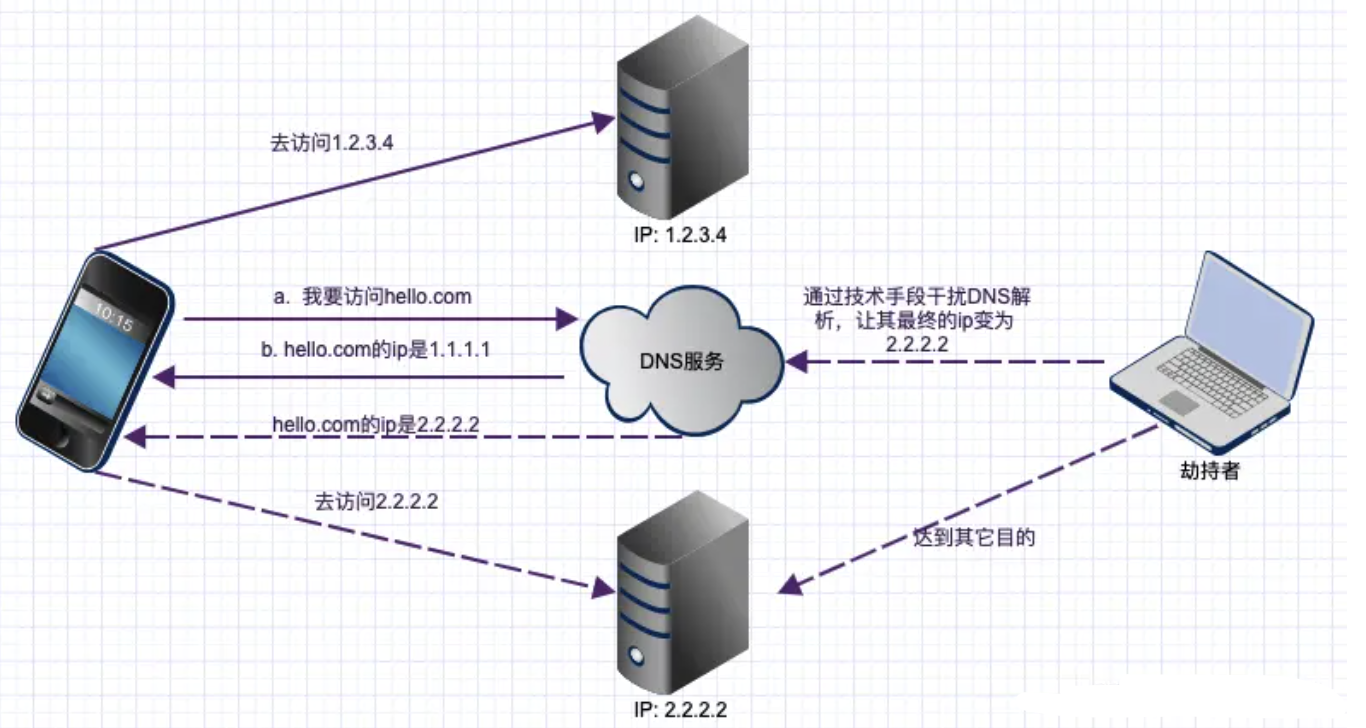 去访问1.2.3.4
IP: 1.2.3.4
10:15
a. 我要访问hello.com
b. hello.com的ip是1.1.1.1
DNS服务
通过技术手段干扰DNS解
析，让其最终的ip变为
2.2.2.2
hello.com的ip是2.2.2.2
劫持者
去访问2.2.2.2
达到其它目的
IP: 2.2.2.2